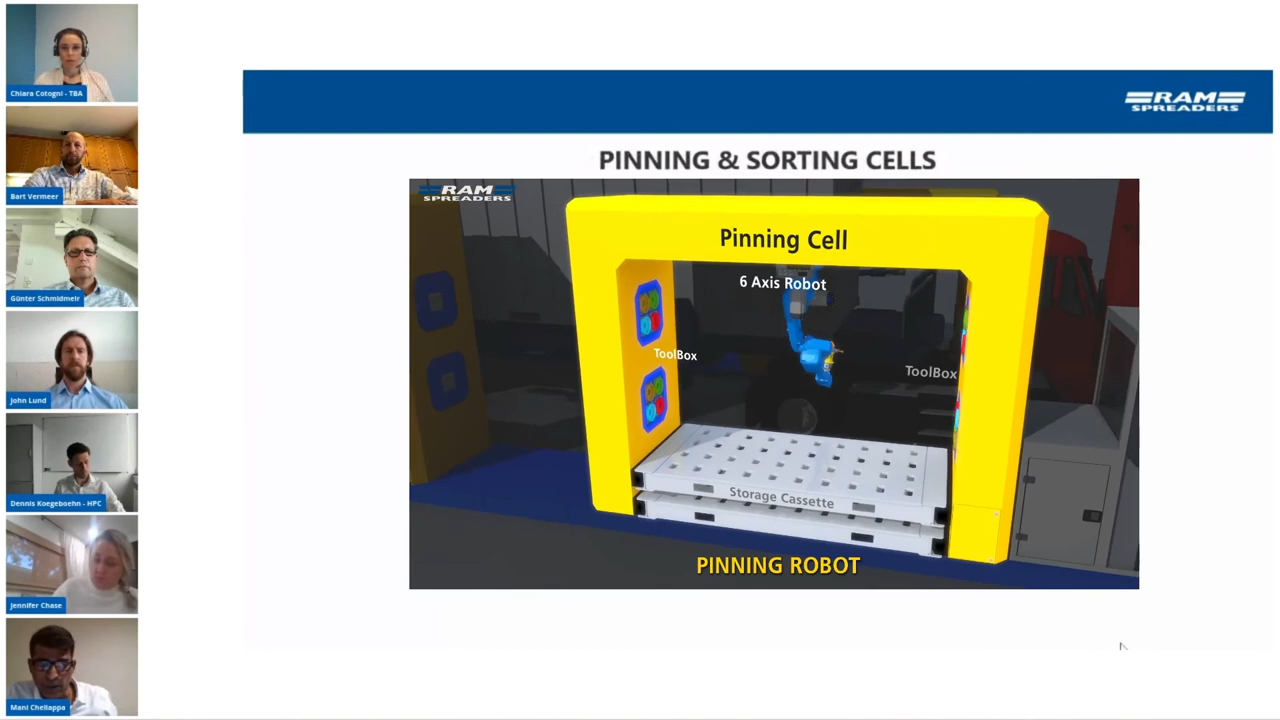 Chiara Cotogni - TBA
Bart Vermeer
Günter Schmidmeir
John Lund
Dennis Koegeboehn - HPC
Jennifer Chase
Mani Chellappa
RAM
SPREADERS
PINNING & SORTING CELLS
RAM
SPREADERS
Pinning Cell
6 Axis Robot
ToolBox
ToolBox
Storage Cassette
PINNING ROBOT